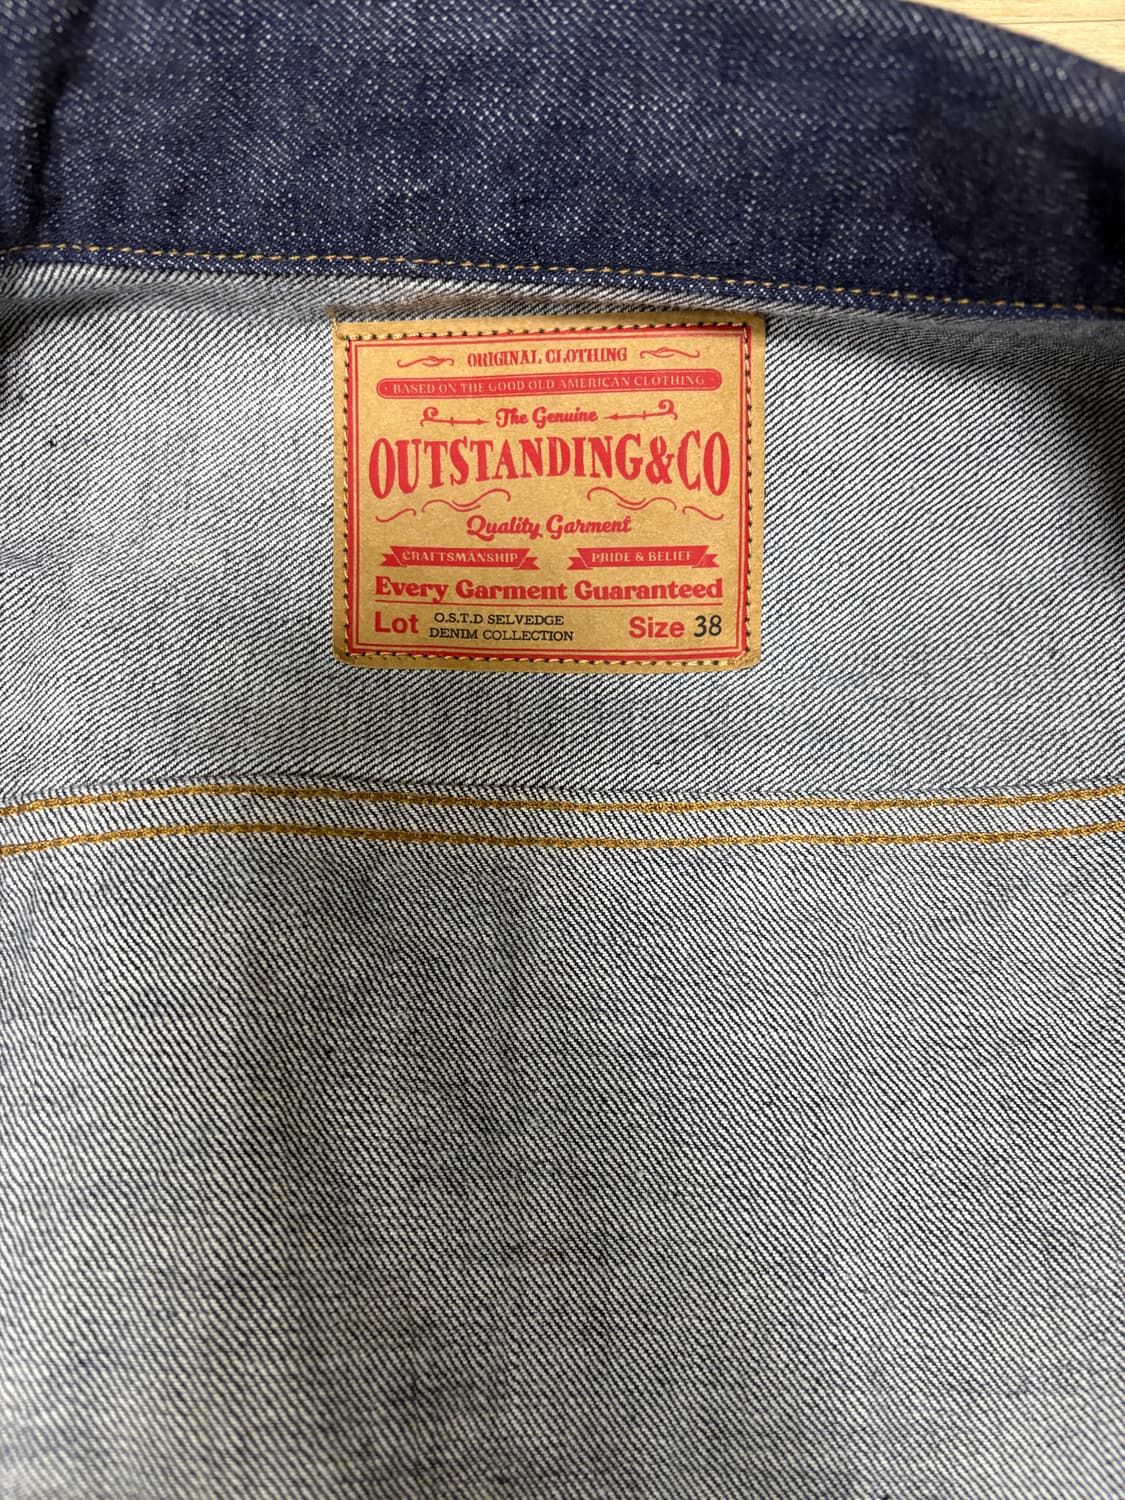 ORIGINAL CLOTHING
BASED ON THE GOOD OLD AMERICAN CLOTHING
The Genuine
OUTSTANDING&CO
Quality Garment
CRAFTSMANSHIP PRIDE & BELIEF
Every Garment Guaranteed
Lot O.S.T.D SELVEDGE
DENIM COLLECTION Size 38